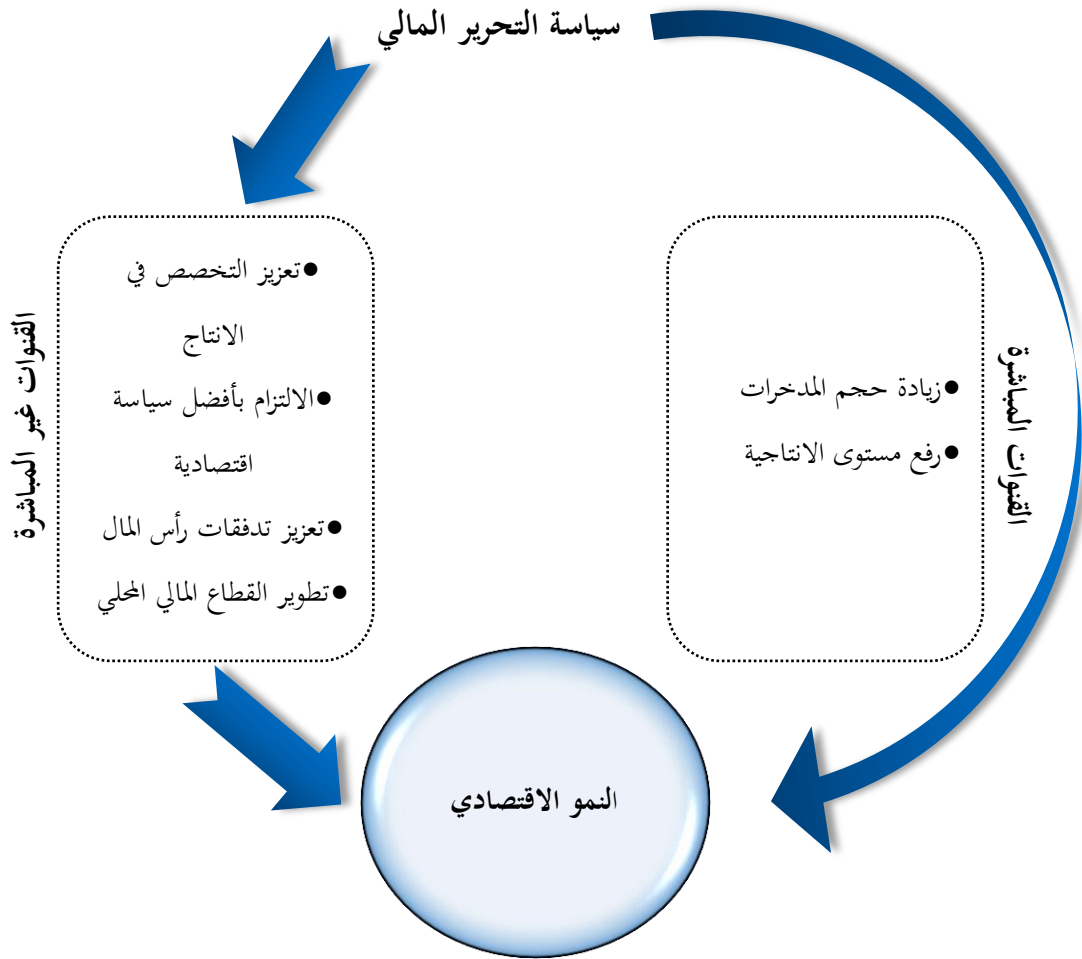 سياسة التحرير المالي
القنوات المباشرة
●زيادة حجم المدخرات
●رفع مستوى الانتاجية
●تعزيز التخصص في
الانتاج
●الالتزام بأفضل سياسة
اقتصادية
●تعزيز تدفقات رأس المال
●تطوير القطاع المالي المحلي
القنوات غير المباشرة
النمو الاقتصادي